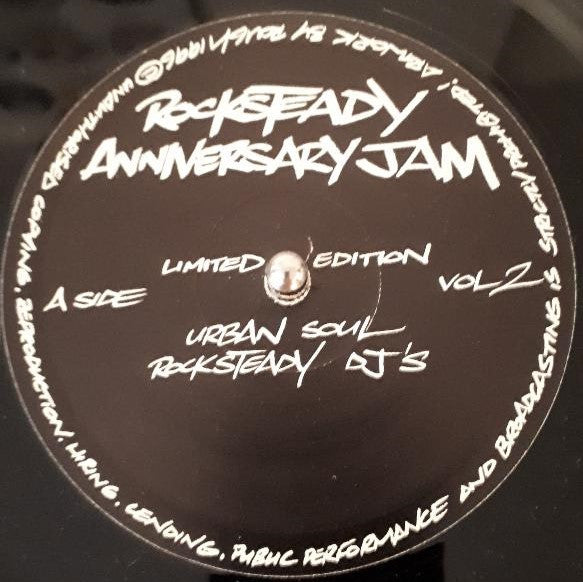 ROCKSTEADY
ANNIVERSARY JAM
LIMITED EDITION
A SIDE
VOL 2
URBAN SOUL
ROCKSTEADY DJ'S
UNAUTHORISED COPYING, REPRODUCTION, HIRING, LENDING, PUBLIC PERFORMANCE AND BROADCASTING IS STRICTLY PROHIBITED, ARTWORK BY 1996 ©